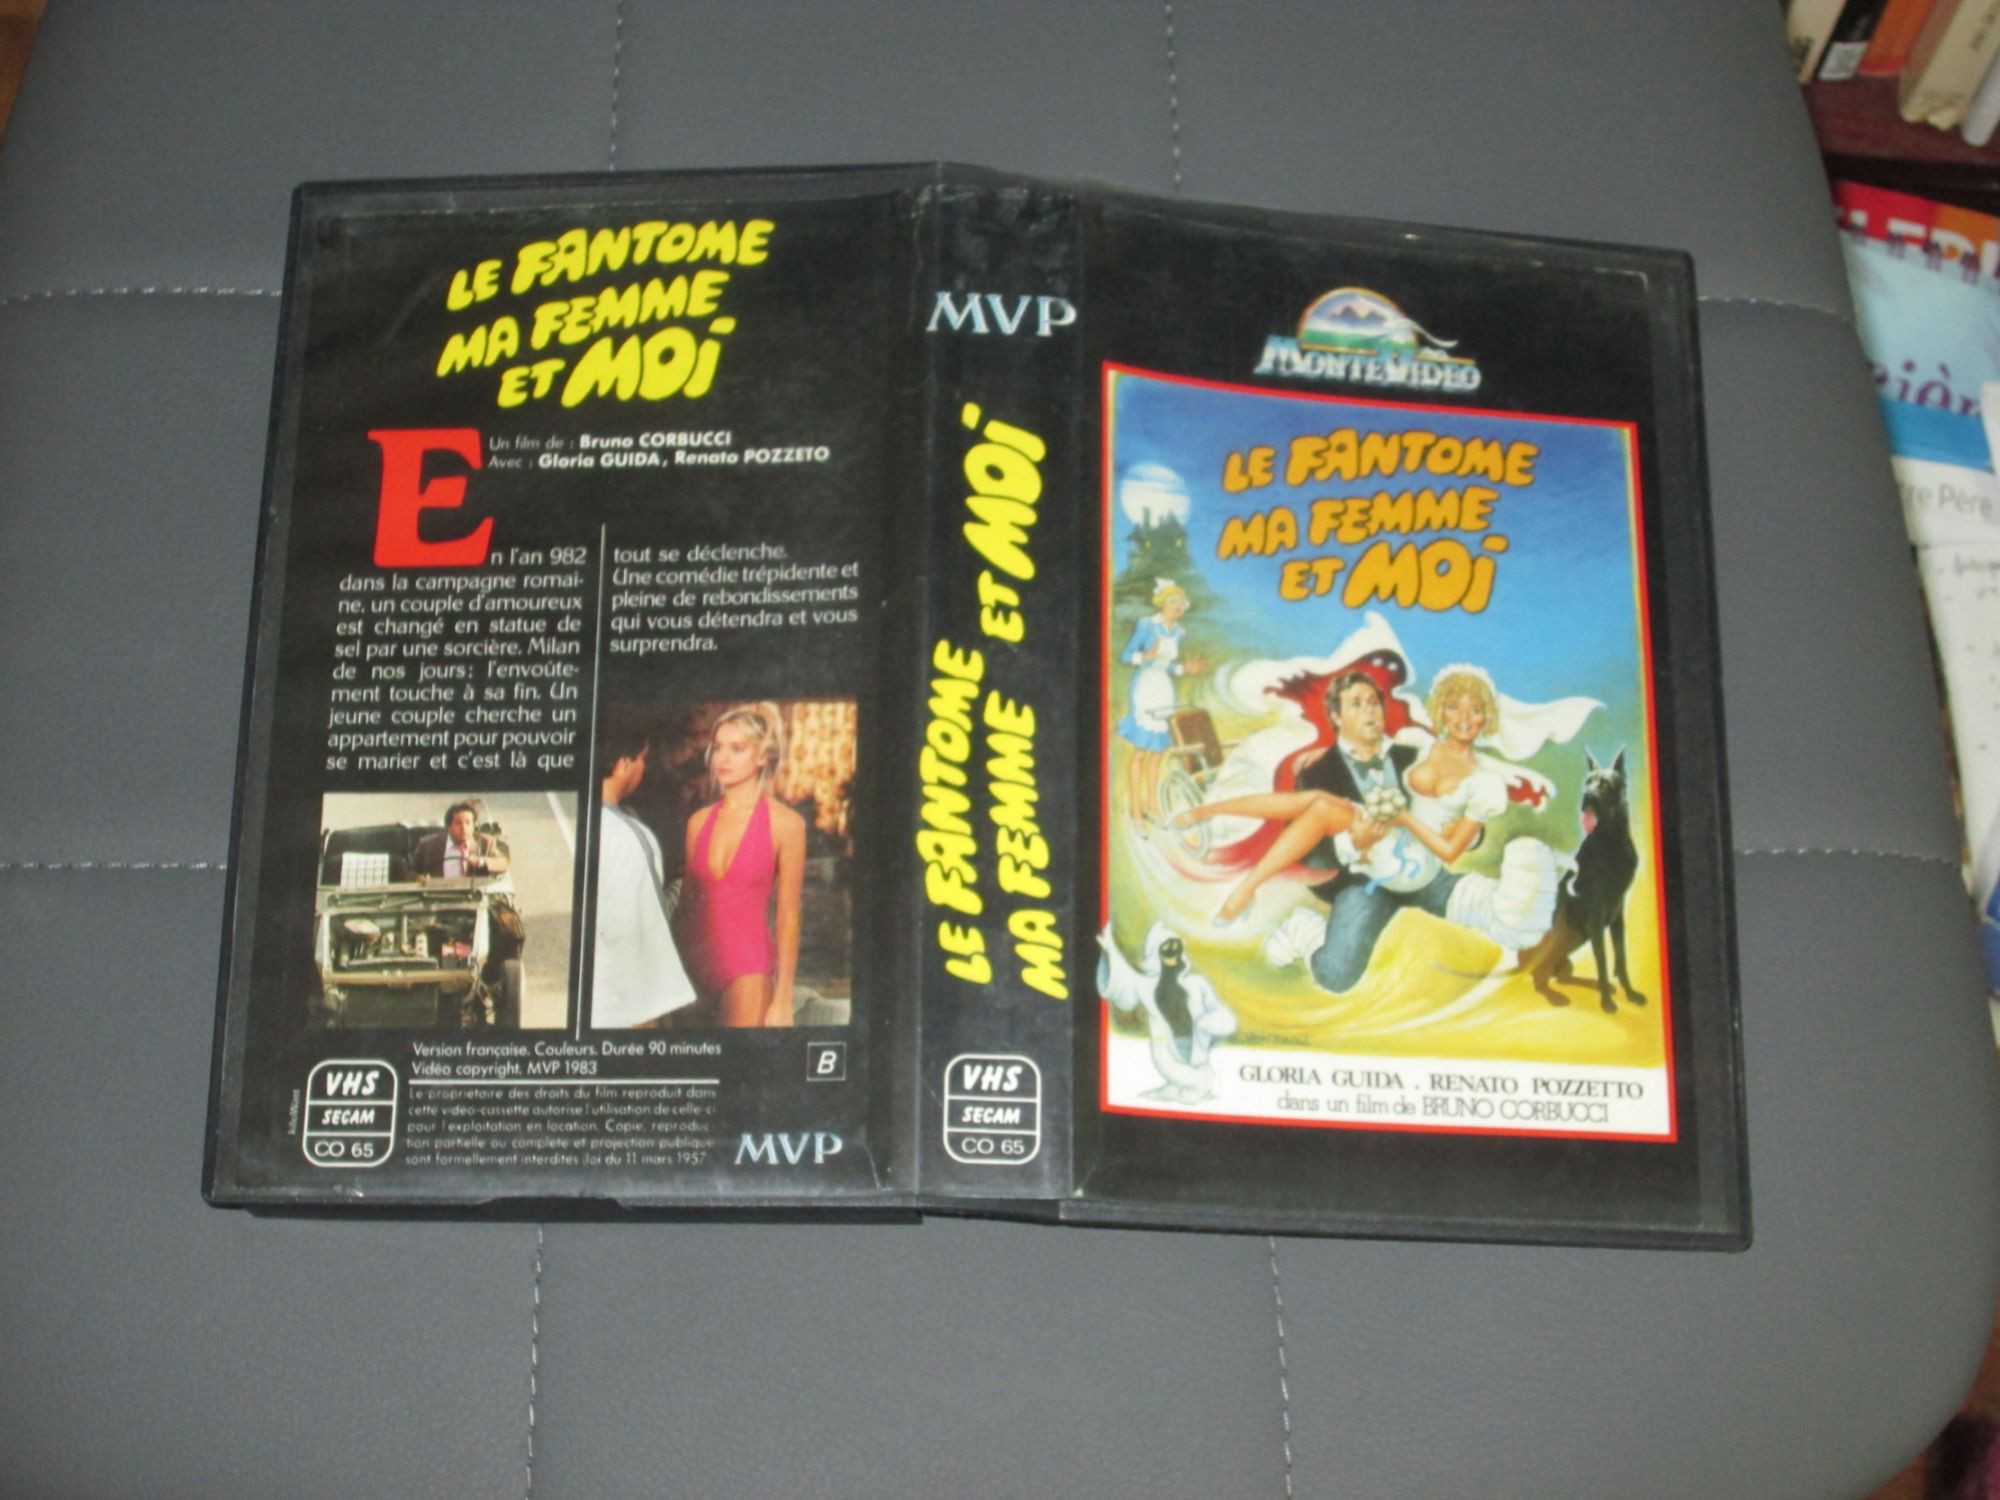 LE FANTOME
MA FEMME
ET MOI
Un film de : Bruno CORBUCCI
Avec : Gloria GUIDA, Renato POZZETO
En l'an 982
dans la campagne romai-
ne, un couple d'amoureux
est changé en statue de
sel par une sorcière. Milan
de nos jours: l'envoûte-
ment touche à sa fin. Un
jeune couple cherche un
appartement pour pouvoir
se marier et c'est là que
tout se déclenche.
Une comédie trépidente et
pleine de rebondissements
qui vous détendra et vous
surprendra.
Version française. Couleurs. Durée 90 minutes
Vidéo copyright. MVP 1983
Le proprietaire des droits du film reproduit dans
cette video-cassette autorise l'utilisation de celle-ci
pour l'exploitation en location. Copie, reproduc-
tion partielle ou complete et projection publique
sont formellement interdites (loi du 11 mars 1957
VHS
SECAM
CO 65
B
MVP
MVP
LE FANTOME
MA FEMME ET MOI
VHS
SECAM
CO 65
MONTEVIDEO
LE FANTOME
MA FEMME
ET MOI
GLORIA GUIDA . RENATO POZZETTO
dans un film de BRUNO CORBUCCI
re Père